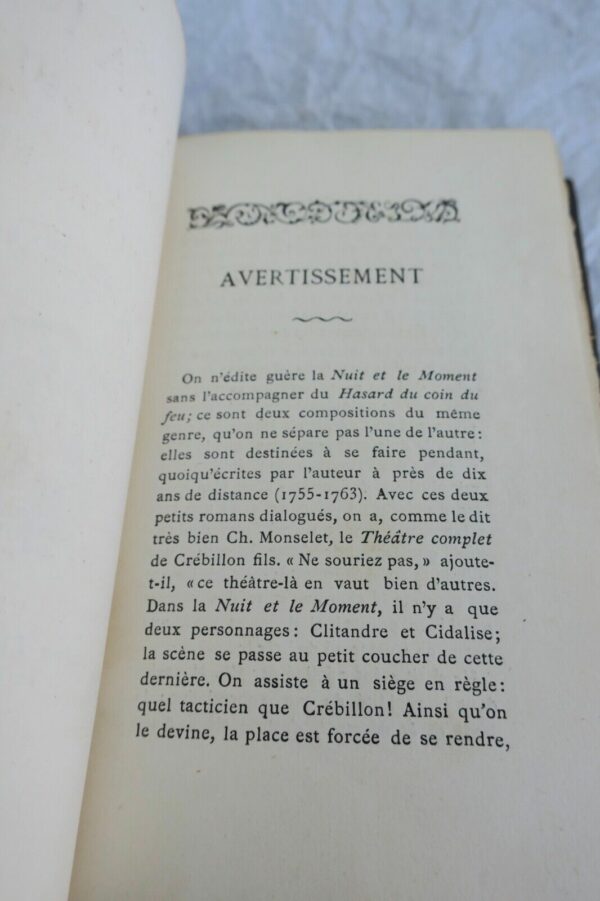 AVERTISSEMENT
On n'édite guère la Nuit et le Moment
sans l'accompagner du Hasard du coin du
feu; ce sont deux compositions du même
genre, qu'on ne sépare pas l'une de l'autre:
elles sont destinées à se faire pendant,
quoiqu'écrites par l'auteur à près de dix
ans de distance (1755-1763). Avec ces deux
petits romans dialogués, on a, comme le dit
très bien Ch. Monselet, le Théâtre complet
de Crébillon fils. « Ne souriez pas, » ajoute-
t-il, « ce théâtre-là en vaut bien d'autres.
Dans la Nuit et le Moment, il n'y a que
deux personnages: Clitandre et Cidalise;
la scène se passe au petit coucher de cette
dernière. On assiste à un siège en règle:
quel tacticien que Crébillon! Ainsi qu'on
le devine, la place est forcée de se rendre,